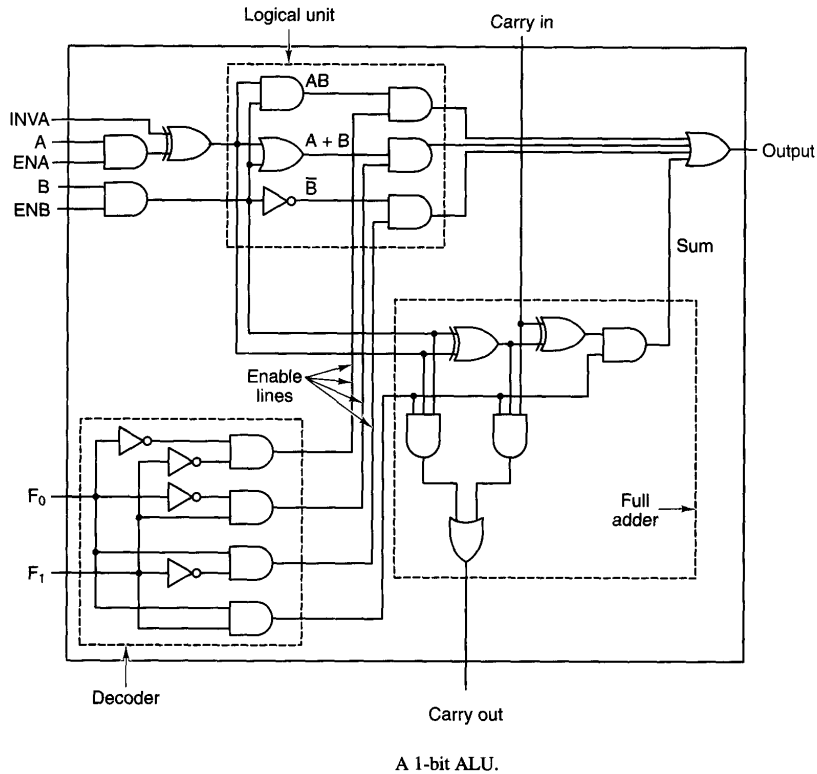 Logical unit
Carry in
INVA
A
ENA
B
ENB
AB
A + B
B̅
Output
Sum
Enable
lines
F₀
F₁
Full
adder
Decoder
Carry out
A 1-bit ALU.